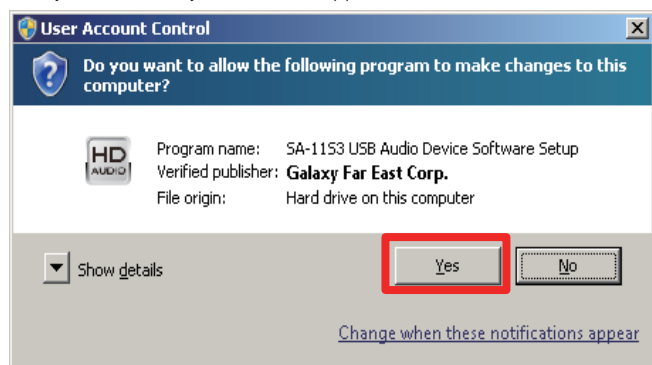 User Account Control
Do you want to allow the following program to make changes to this
computer?
HD
AUDIO
Program name: SA-11S3 USB Audio Device Software Setup
Verified publisher: Galaxy Far East Corp.
File origin: Hard drive on this computer
Show details
Yes
No
Change when these notifications appear